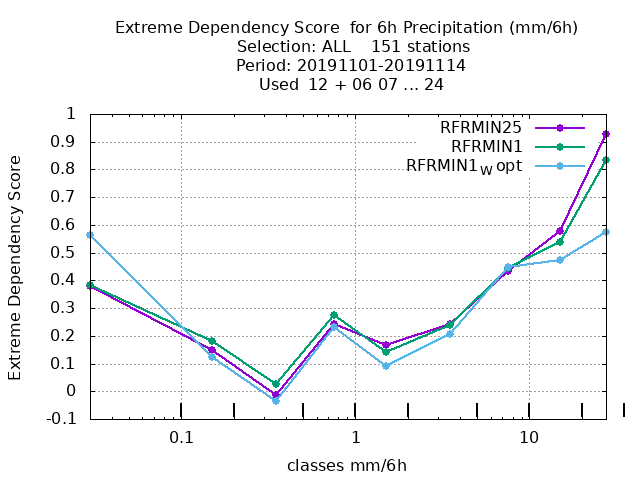 Extreme Dependency Score  for 6h Precipitation (mm/6h)
Selection: ALL    151 stations
Period: 20191101-20191114
Used  12 + 06 07 ... 24
RFRMIN25
RFRMIN1
RFRMIN1W opt
Extreme Dependency Score
1
0.9
0.8
0.7
0.6
0.5
0.4
0.3
0.2
0.1
0
-0.1
0.1
1
10
classes mm/6h